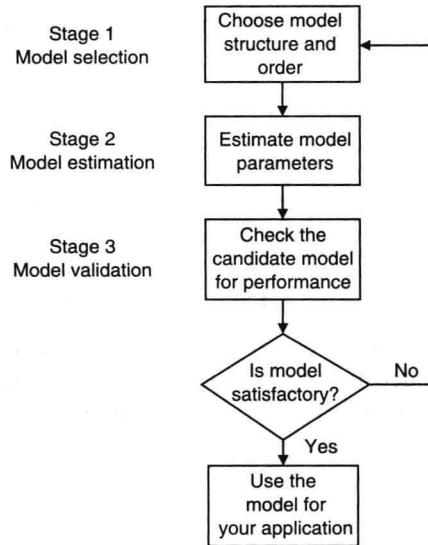 Stage 1
Model selection
Choose model
structure and
order
Stage 2
Model estimation
Estimate model
parameters
Stage 3
Model validation
Check the
candidate model
for performance
Is model
satisfactory?
No
Yes
Use the
model for
your application